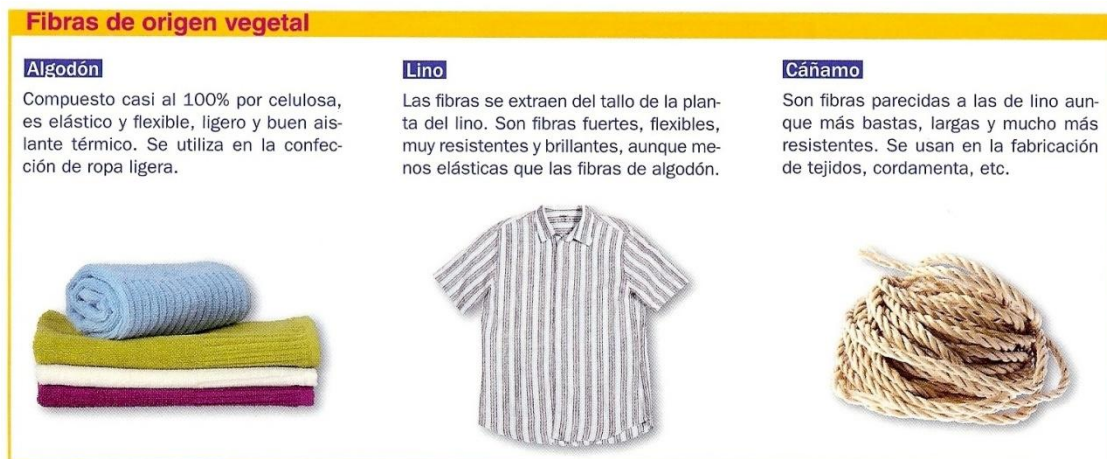 Fibras de origen vegetal
Algodón
Compuesto casi al 100% por celulosa,
es elástico y flexible, ligero y buen ais-
lante térmico. Se utiliza en la confec-
ción de ropa ligera.
Lino
Las fibras se extraen del tallo de la plan-
ta del lino. Son fibras fuertes, flexibles,
muy resistentes y brillantes, aunque me-
nos elásticas que las fibras de algodón.
Cáñamo
Son fibras parecidas a las de lino aun-
que más bastas, largas y mucho más
resistentes. Se usan en la fabricación
de tejidos, cordamenta, etc.